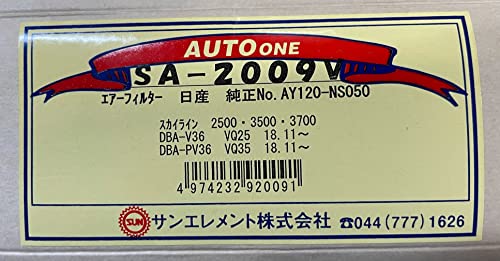 AUTO ONE
SA-2009V
エアーフィルター 日産 純正No. AY120-NS050
スカイライン 2500・3500・3700
DBA-V36 VQ25 18.11～
DBA-PV36 VQ35 18.11～
4 974232 920091
SUN サンエレメント株式会社 ☎044(777)1626